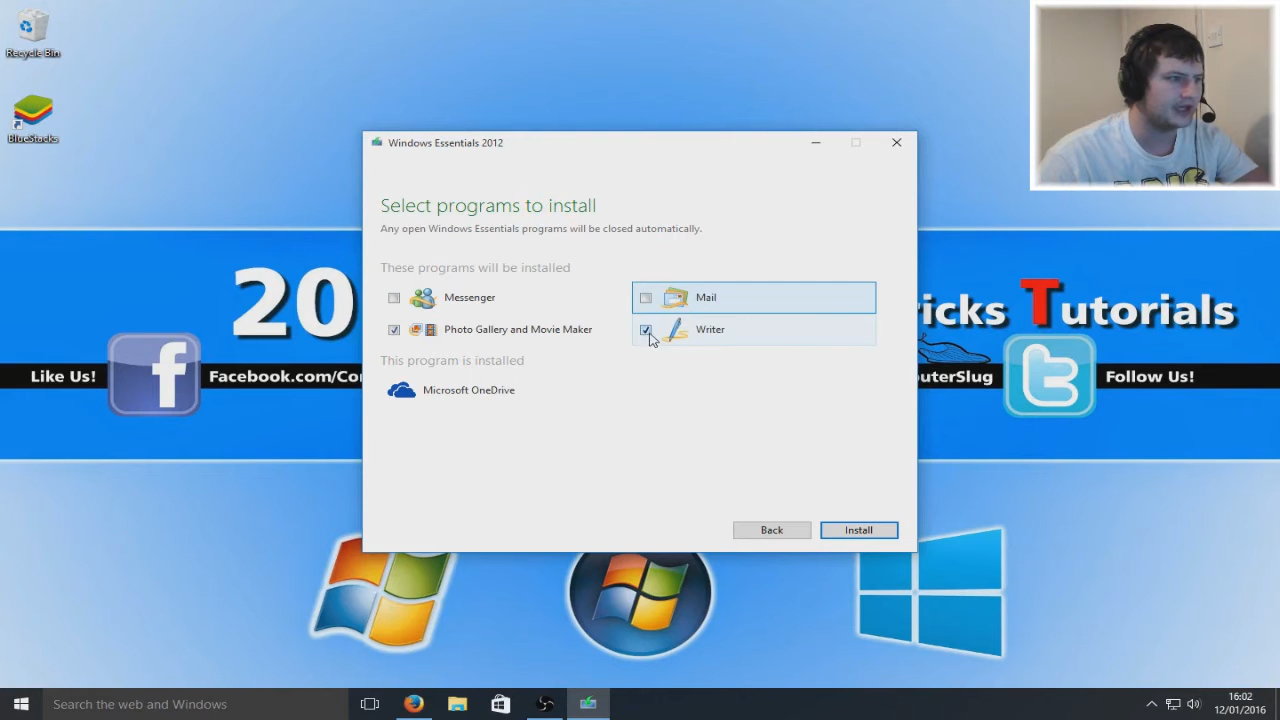 Recycle Bin
BlueStacks
Windows Essentials 2012
Select programs to install
Any open Windows Essentials programs will be closed automatically.
These programs will be installed
Messenger
Mail
Photo Gallery and Movie Maker
Writer
This program is installed
Microsoft OneDrive
Back
Install
20
ricks Tutorials
Like Us!
Facebook.com/Co
uterSlug
Follow Us!
Search the web and Windows
16:02
12/01/2016